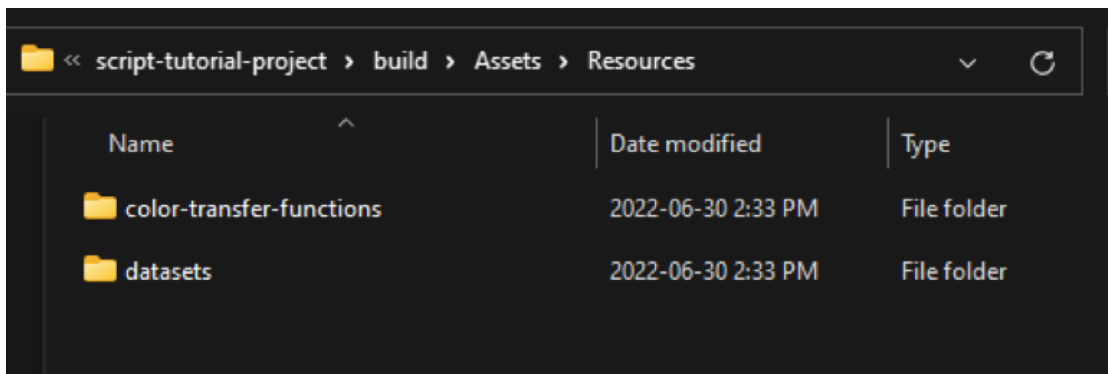 « script-tutorial-project > build > Assets > Resources
Name Date modified Type
color-transfer-functions 2022-06-30 2:33 PM File folder
datasets 2022-06-30 2:33 PM File folder